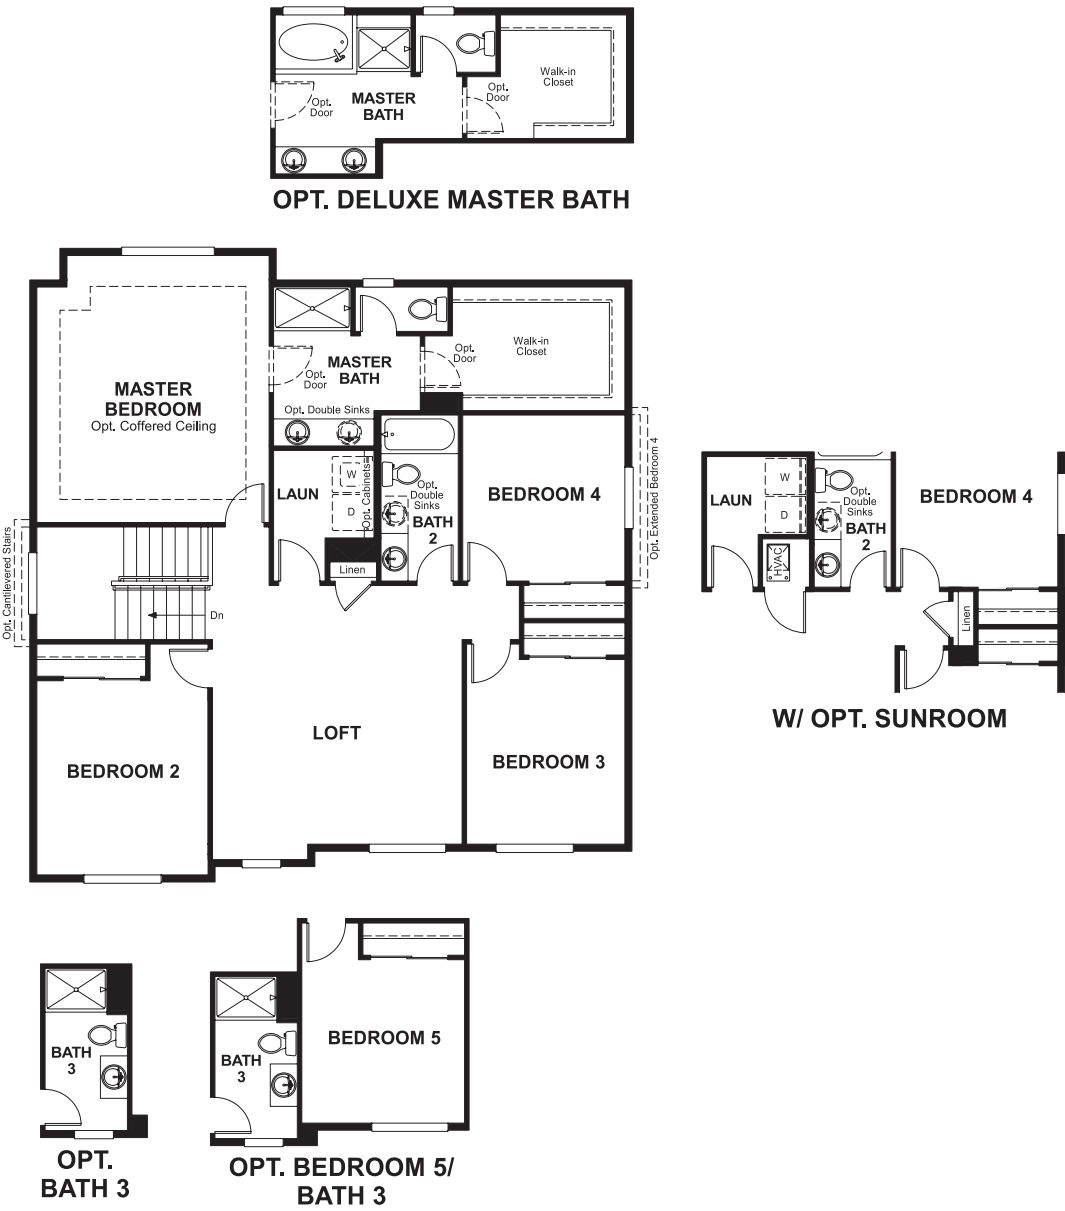 Opt.
Door
MASTER
BATH
Opt.
Door
Walk-in
Closet
OPT. DELUXE MASTER BATH
MASTER
BEDROOM
Opt. Coffered Ceiling
MASTER
BATH
Opt.
Door
Opt.
Door
Walk-in
Closet
Opt. Double Sinks
LAUN
W
D
Opt. Cabinets
Opt.
Double
Sinks
BATH
2
BEDROOM 4
Opt. Extended Bedroom 4
Opt. Cantilevered Stairs
Linen
Dn
LOFT
BEDROOM 2
BEDROOM 3
LAUN
W
D
HVAC
Opt.
Double
Sinks
BATH
2
BEDROOM 4
Linen
W/ OPT. SUNROOM
BATH
3
OPT.
BATH 3
BATH
3
BEDROOM 5
OPT. BEDROOM 5/
BATH 3